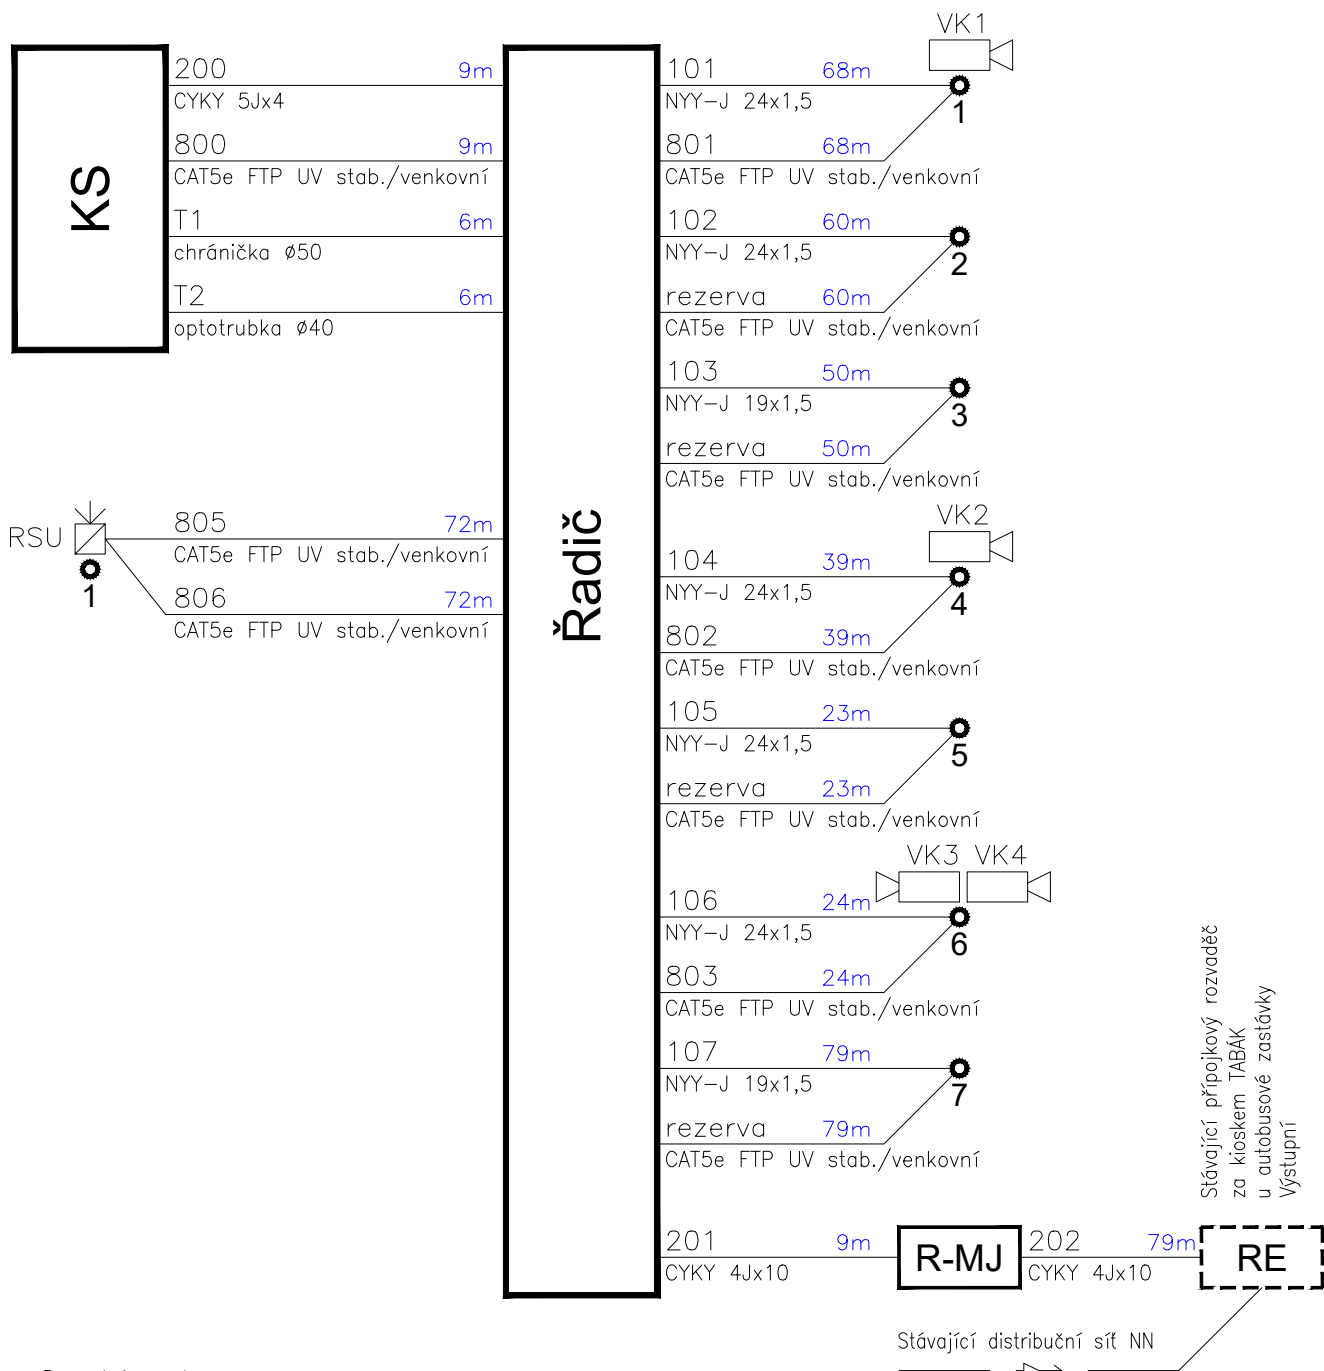 VK1
200 9m
CYKY 5Jx4
800 9m
CAT5e FTP UV stab./venkovní
T1 6m
chránička ø50
T2 6m
optotrubka ø40
KS
RSU
1
805 72m
CAT5e FTP UV stab./venkovní
806 72m
CAT5e FTP UV stab./venkovní
Řadič
101 68m
NYY-J 24x1,5
1
801 68m
CAT5e FTP UV stab./venkovní
102 60m
NYY-J 24x1,5
2
rezerva 60m
CAT5e FTP UV stab./venkovní
103 50m
NYY-J 19x1,5
3
rezerva 50m
CAT5e FTP UV stab./venkovní
VK2
104 39m
NYY-J 24x1,5
4
802 39m
CAT5e FTP UV stab./venkovní
105 23m
NYY-J 24x1,5
5
rezerva 23m
CAT5e FTP UV stab./venkovní
VK3 VK4
106 24m
NYY-J 24x1,5
6
803 24m
CAT5e FTP UV stab./venkovní
107 79m
NYY-J 19x1,5
7
rezerva 79m
CAT5e FTP UV stab./venkovní
201 9m
CYKY 4Jx10
R-MJ
202 79m
CYKY 4Jx10
RE
Stávající přípojkový rozvaděč
za kioskem TABÁK
u autobusové zastávky
Výstupní
Stávající distribuční síť NN